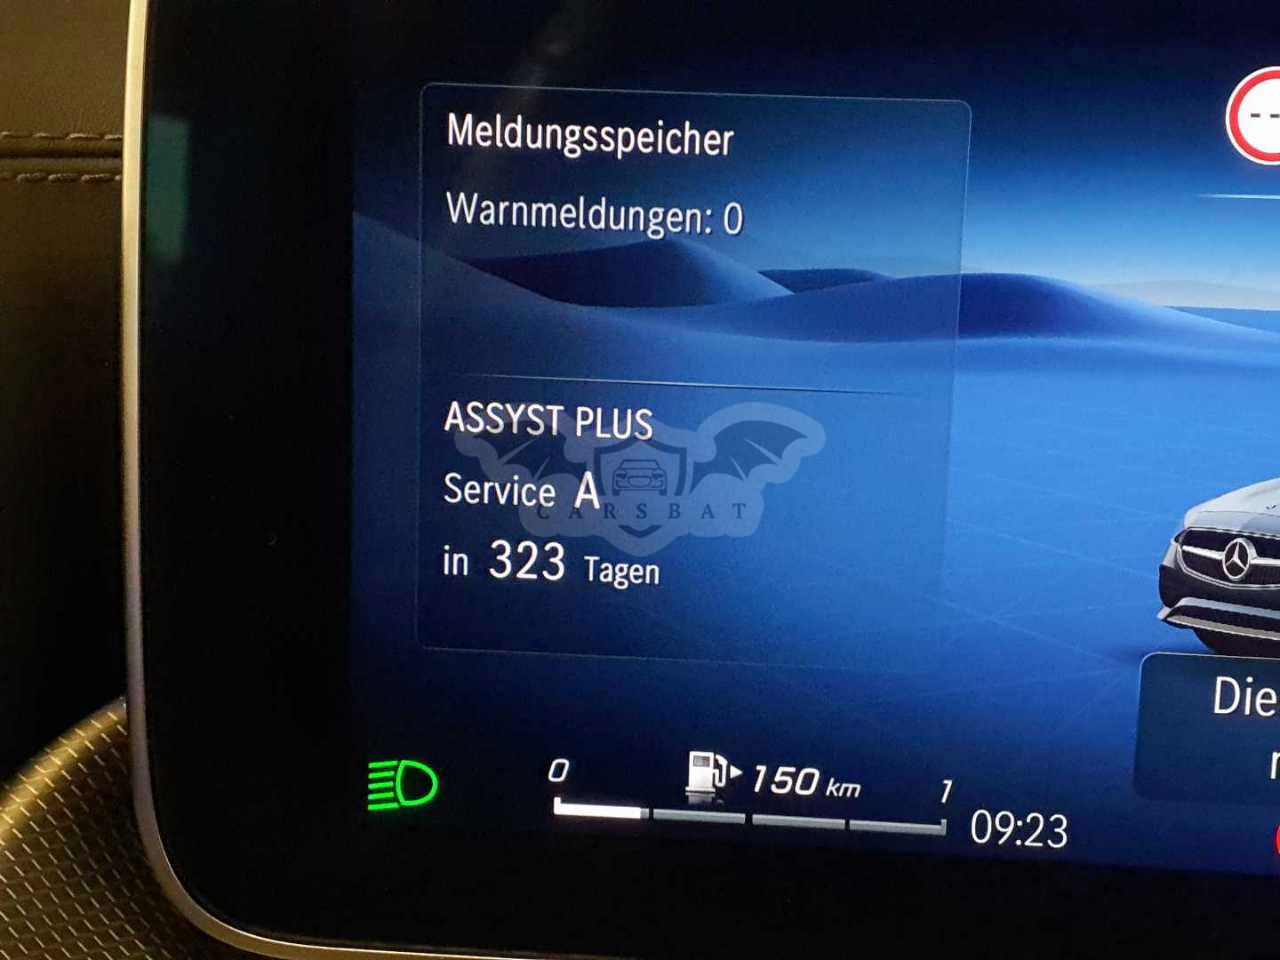 Meldungsspeicher
Warnmeldungen: 0
ASSYST PLUS
Service A
CARSBAT
in 323 Tagen
Die
0
150 km
1
09:23